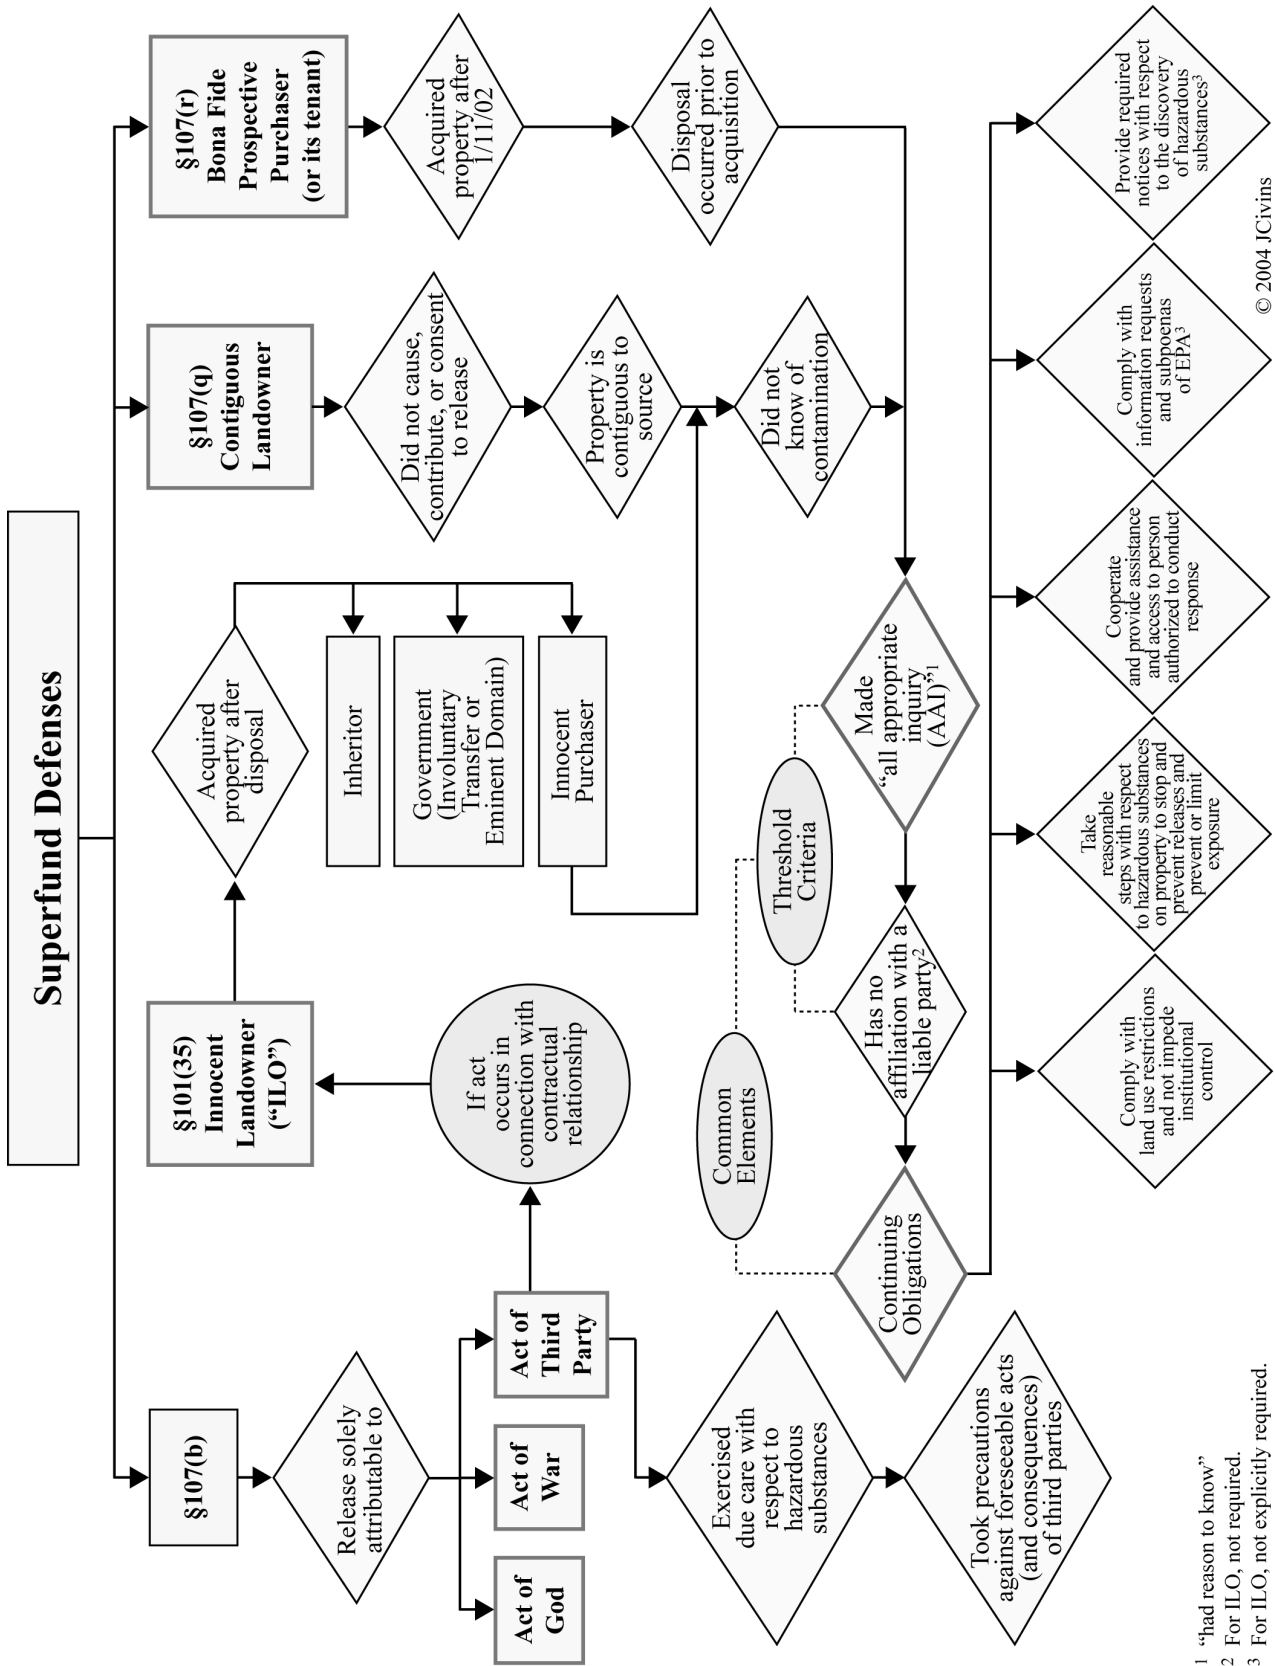 Superfund Defenses
§107(b)
Release solely
attributable to
Act of
God
Act of
War
Act of
Third
Party
Exercised
due care with
respect to
hazardous
substances
Took precautions
against foreseeable acts
(and consequences)
of third parties
If act
occurs in
connection with
contractual
relationship
§101(35)
Innocent
Landowner
(“ILO”)
Acquired
property after
disposal
Inheritor
Government
(Involuntary
Transfer or
Eminent Domain)
Innocent
Purchaser
§107(q)
Contiguous
Landowner
Did not cause,
contribute, or consent
to release
Property is
contiguous to
source
Did not
know of
contamination
§107(r)
Bona Fide
Prospective
Purchaser
(or its tenant)
Acquired
property after
1/11/02
Disposal
occurred prior to
acquisition
Common
Elements
Threshold
Criteria
Made
“all appropriate
inquiry
(AAI)”1
Has no
affiliation with a
liable party2
Continuing
Obligations
Comply with
land use restrictions
and not impede
institutional
control
Take
reasonable
steps with respect
to hazardous substances
on property to stop and
prevent releases and
prevent or limit
exposure
Cooperate
and provide assistance
and access to person
authorized to conduct
response
Comply with
information requests
and subpoenas
of EPA3
Provide required
notices with respect
to the discovery
of hazardous
substances3
1 “had reason to know”
2 For ILO, not required.
3 For ILO, not explicitly required.
© 2004 JCivins